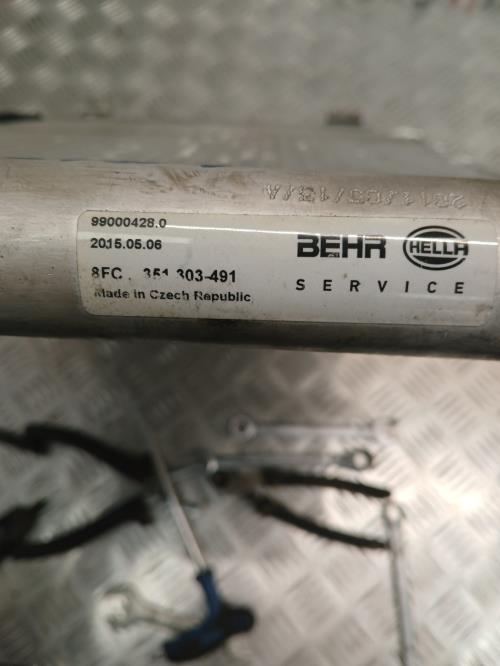 99000428.0
2015.05.06
8FC 351 303-491
Made in Czech Republic
BEHR HELLA
SERVICE